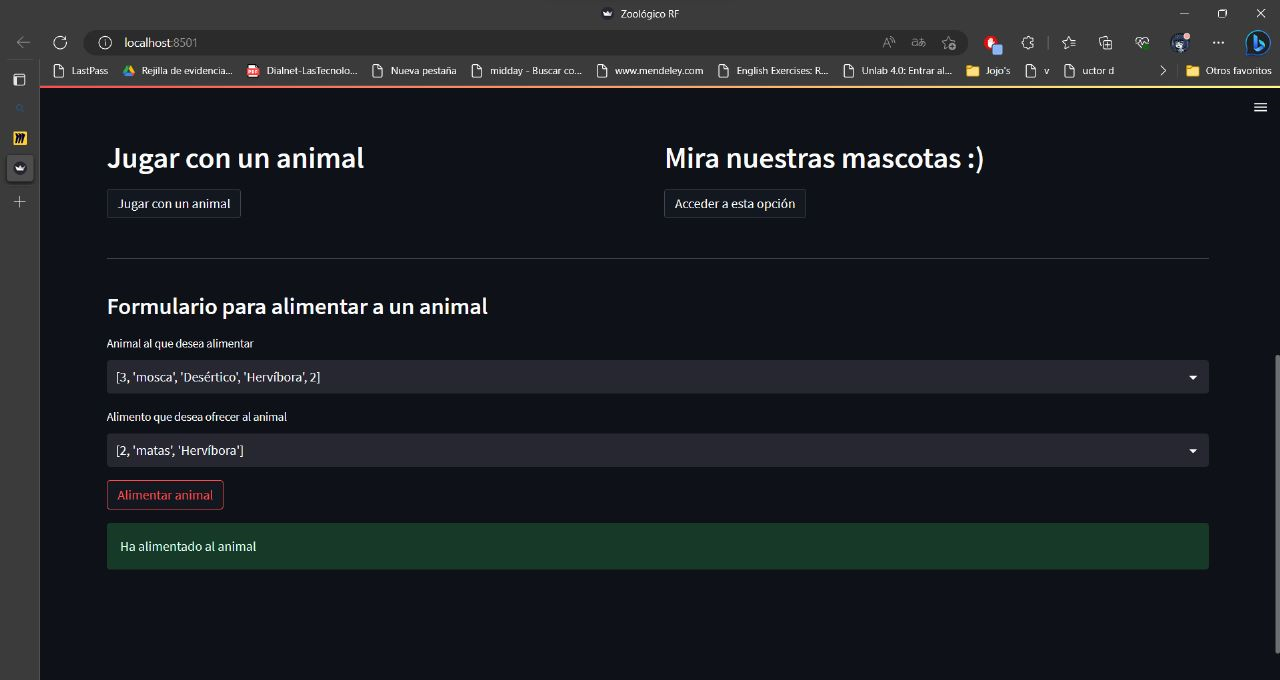 Zoológico RF
localhost:8501
LastPass
Rejilla de evidencia...
Dialnet-LasTecnolo...
Nueva pestaña
midday - Buscar co...
www.mendeley.com
English Exercises: R...
Unlab 4.0: Entrar al...
Jojo's
v
uctor d
Otros favoritos
Jugar con un animal
Mira nuestras mascotas :)
Jugar con un animal
Acceder a esta opción
Formulario para alimentar a un animal
Animal al que desea alimentar
[3, 'mosca', 'Desértico', 'Hervíbora', 2]
Alimento que desea ofrecer al animal
[2, 'matas', 'Hervíbora']
Alimentar animal
Ha alimentado al animal